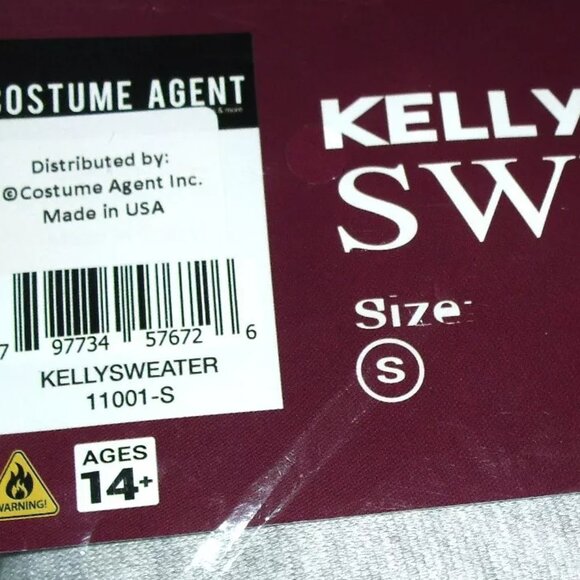 COSTUME AGENT
& more
Distributed by:
©Costume Agent Inc.
Made in USA
7 97734 57672 6
KELLYSWEATER
11001-S
WARNING!
AGES
14+
KELLY
SW
Size:
S